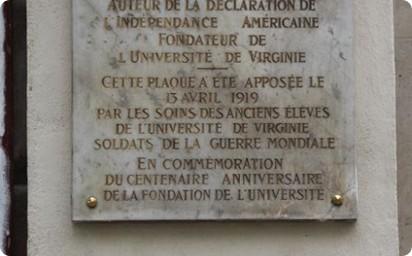 AUTEUR DE LA DÉCLARATION DE
L'INDÉPENDANCE AMÉRICAINE
FONDATEUR DE
L'UNIVERSITÉ DE VIRGINIE
CETTE PLAQUE A ÉTÉ APPOSÉE LE
13 AVRIL 1919
PAR LES SOINS DES ANCIENS ÉLÈVES
DE L'UNIVERSITÉ DE VIRGINIE
SOLDATS DE LA GUERRE MONDIALE
EN COMMÉMORATION
DU CENTENAIRE ANNIVERSAIRE
DE LA FONDATION DE L'UNIVERSITÉ